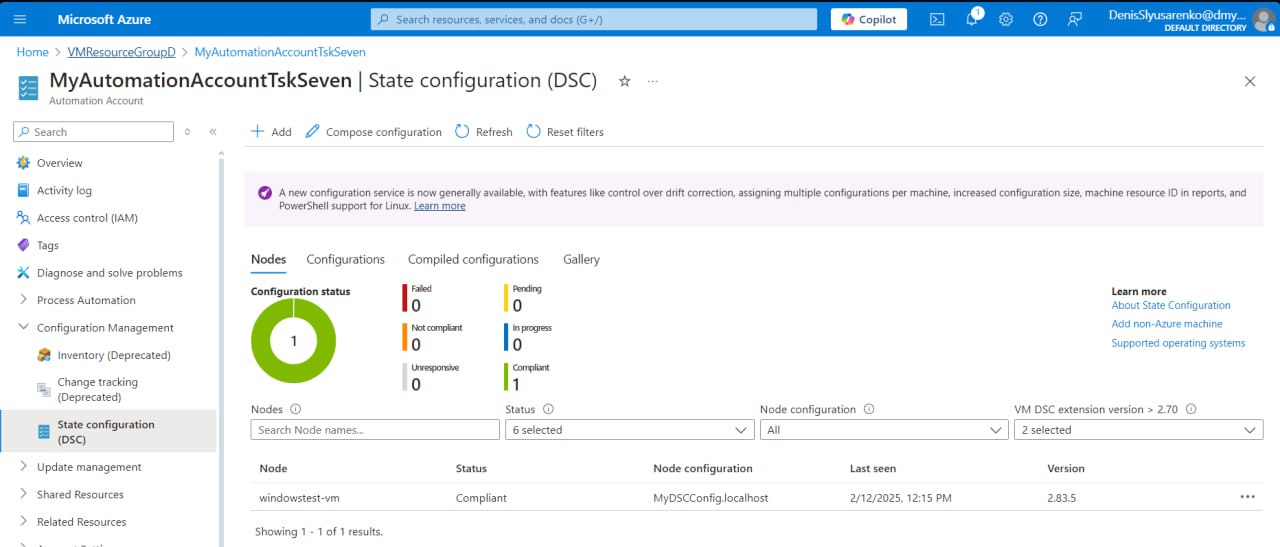 Microsoft Azure
Search resources, services, and docs (G+/)
Copilot
1
DenisSlyusarenko@dmy...
DEFAULT DIRECTORY
Home > VMResourceGroupD > MyAutomationAccountTskSeven
MyAutomationAccountTskSeven | State configuration (DSC)
Automation Account
Search
Overview
Activity log
Access control (IAM)
Tags
Diagnose and solve problems
Process Automation
Configuration Management
Inventory (Deprecated)
Change tracking
(Deprecated)
State configuration
(DSC)
Update management
Shared Resources
Related Resources
Add Compose configuration Refresh Reset filters
A new configuration service is now generally available, with features like control over drift correction, assigning multiple configurations per machine, increased configuration size, machine resource ID in reports, and
PowerShell support for Linux. Learn more
Nodes Configurations Compiled configurations Gallery
Configuration status
1
Failed
0
Pending
0
Not compliant
0
In progress
0
Unresponsive
0
Compliant
1
Learn more
About State Configuration
Add non-Azure machine
Supported operating systems
Nodes
Search Node names...
Status
6 selected
Node configuration
All
VM DSC extension version > 2.70
2 selected
Node Status Node configuration Last seen Version
windowstest-vm Compliant MyDSCConfig.localhost 2/12/2025, 12:15 PM 2.83.5
Showing 1 - 1 of 1 results.